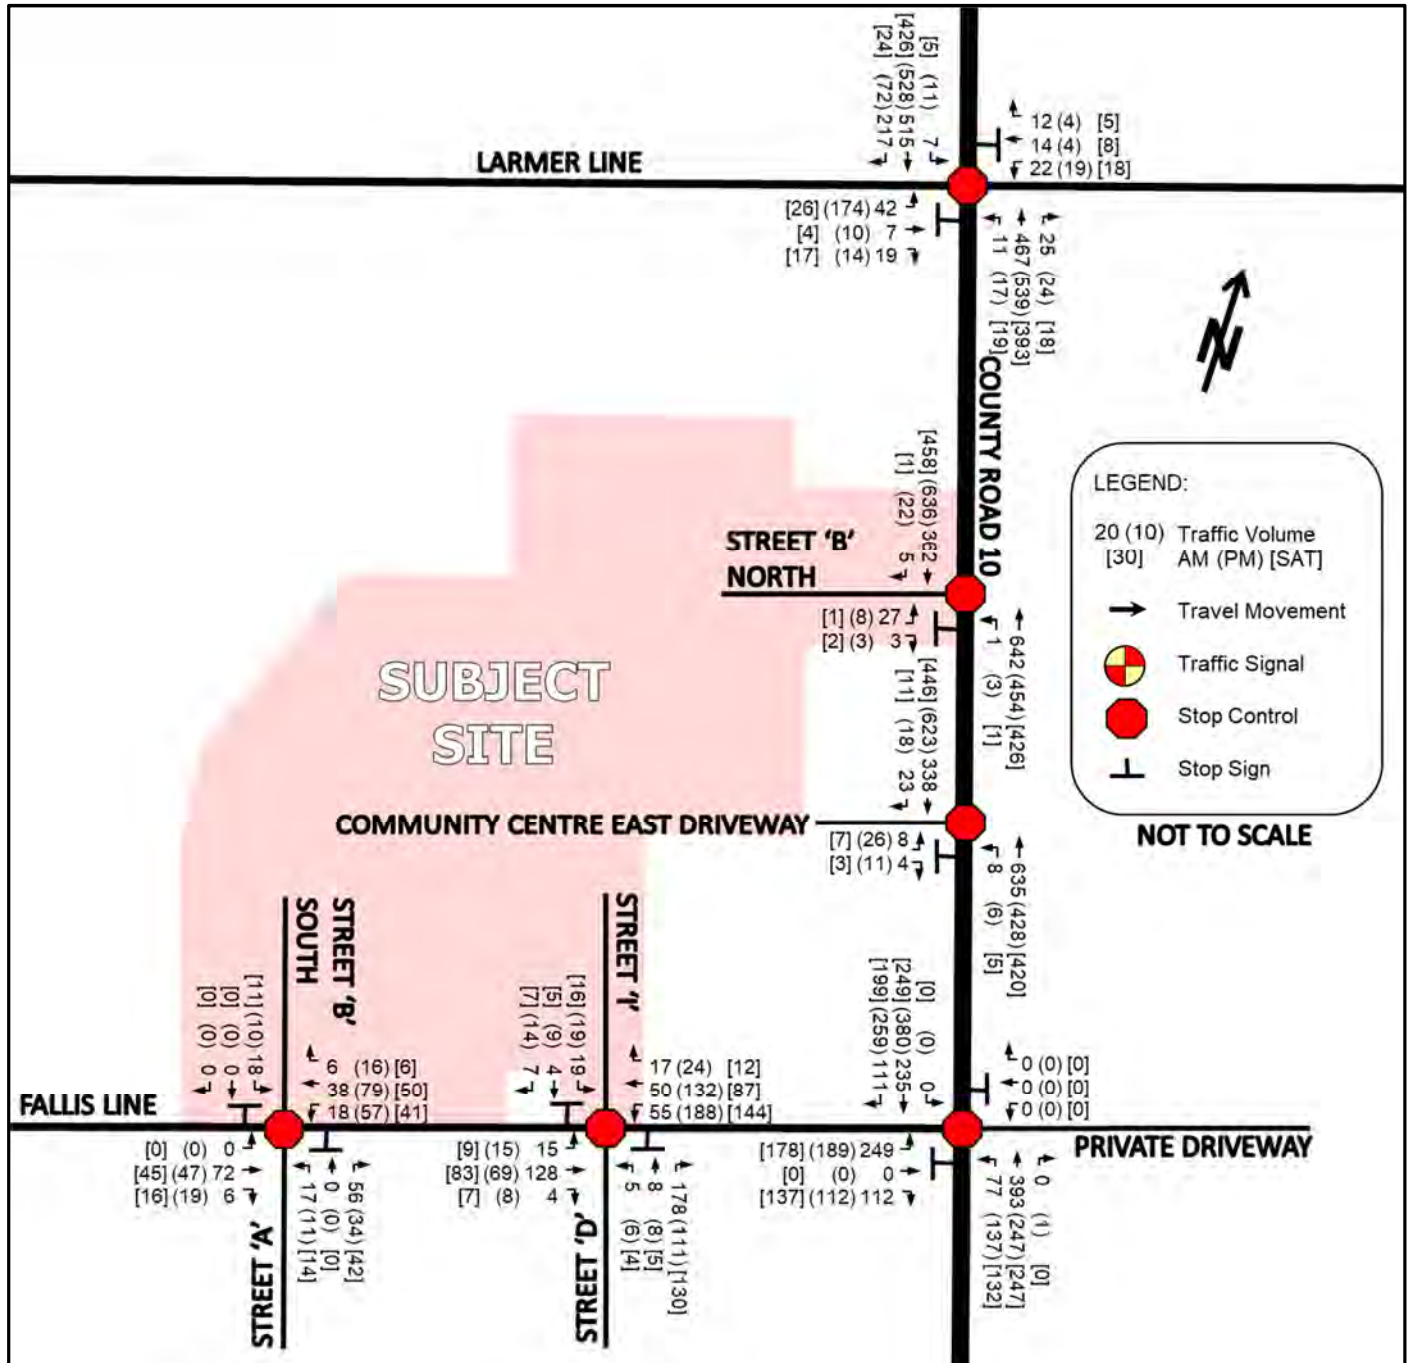 [5] (11) 7
[426] (528) 515
[24] (72) 217
12 (4) [5]
14 (4) [8]
22 (19) [18]
LARMER LINE
[26] (174) 42
[4] (10) 7
[17] (14) 19
25 (24) [18]
467 (539) [393]
11 (17) [19]
N
COUNTY ROAD 10
LEGEND:
20 (10) Traffic Volume
[30] AM (PM) [SAT]
Travel Movement
Traffic Signal
Stop Control
Stop Sign
NOT TO SCALE
[458] (636) 362
[1] (22) 5
STREET ‘B’
NORTH
[1] (8) 27
[2] (3) 3
642 (454) [426]
1 (3) [1]
SUBJECT
SITE
[446] (623) 338
[11] (18) 23
COMMUNITY CENTRE EAST DRIVEWAY
[7] (26) 8
[3] (11) 4
635 (428) [420]
8 (6) [5]
STREET ‘B’
SOUTH
STREET ‘I’
[11] (10) 18
[0] (0) 0
[0] (0) 0
6 (16) [6]
38 (79) [50]
18 (57) [41]
[16] (19) 19
[5] (9) 4
[7] (14) 7
17 (24) [12]
50 (132) [87]
55 (188) [144]
[0] (0) 0
[249] (380) 235
[199] (259) 111
0 (0) [0]
0 (0) [0]
0 (0) [0]
FALLIS LINE
PRIVATE DRIVEWAY
[0] (0) 0
[45] (47) 72
[16] (19) 6
56 (34) [42]
0 (0) [0]
17 (11) [14]
STREET ‘A’
[9] (15) 15
[83] (69) 128
[7] (8) 4
178 (111) [130]
8 (8) [5]
5 (6) [4]
STREET ‘D’
[178] (189) 249
[0] (0) 0
[137] (112) 112
0 (1) [0]
393 (247) [247]
77 (137) [132]